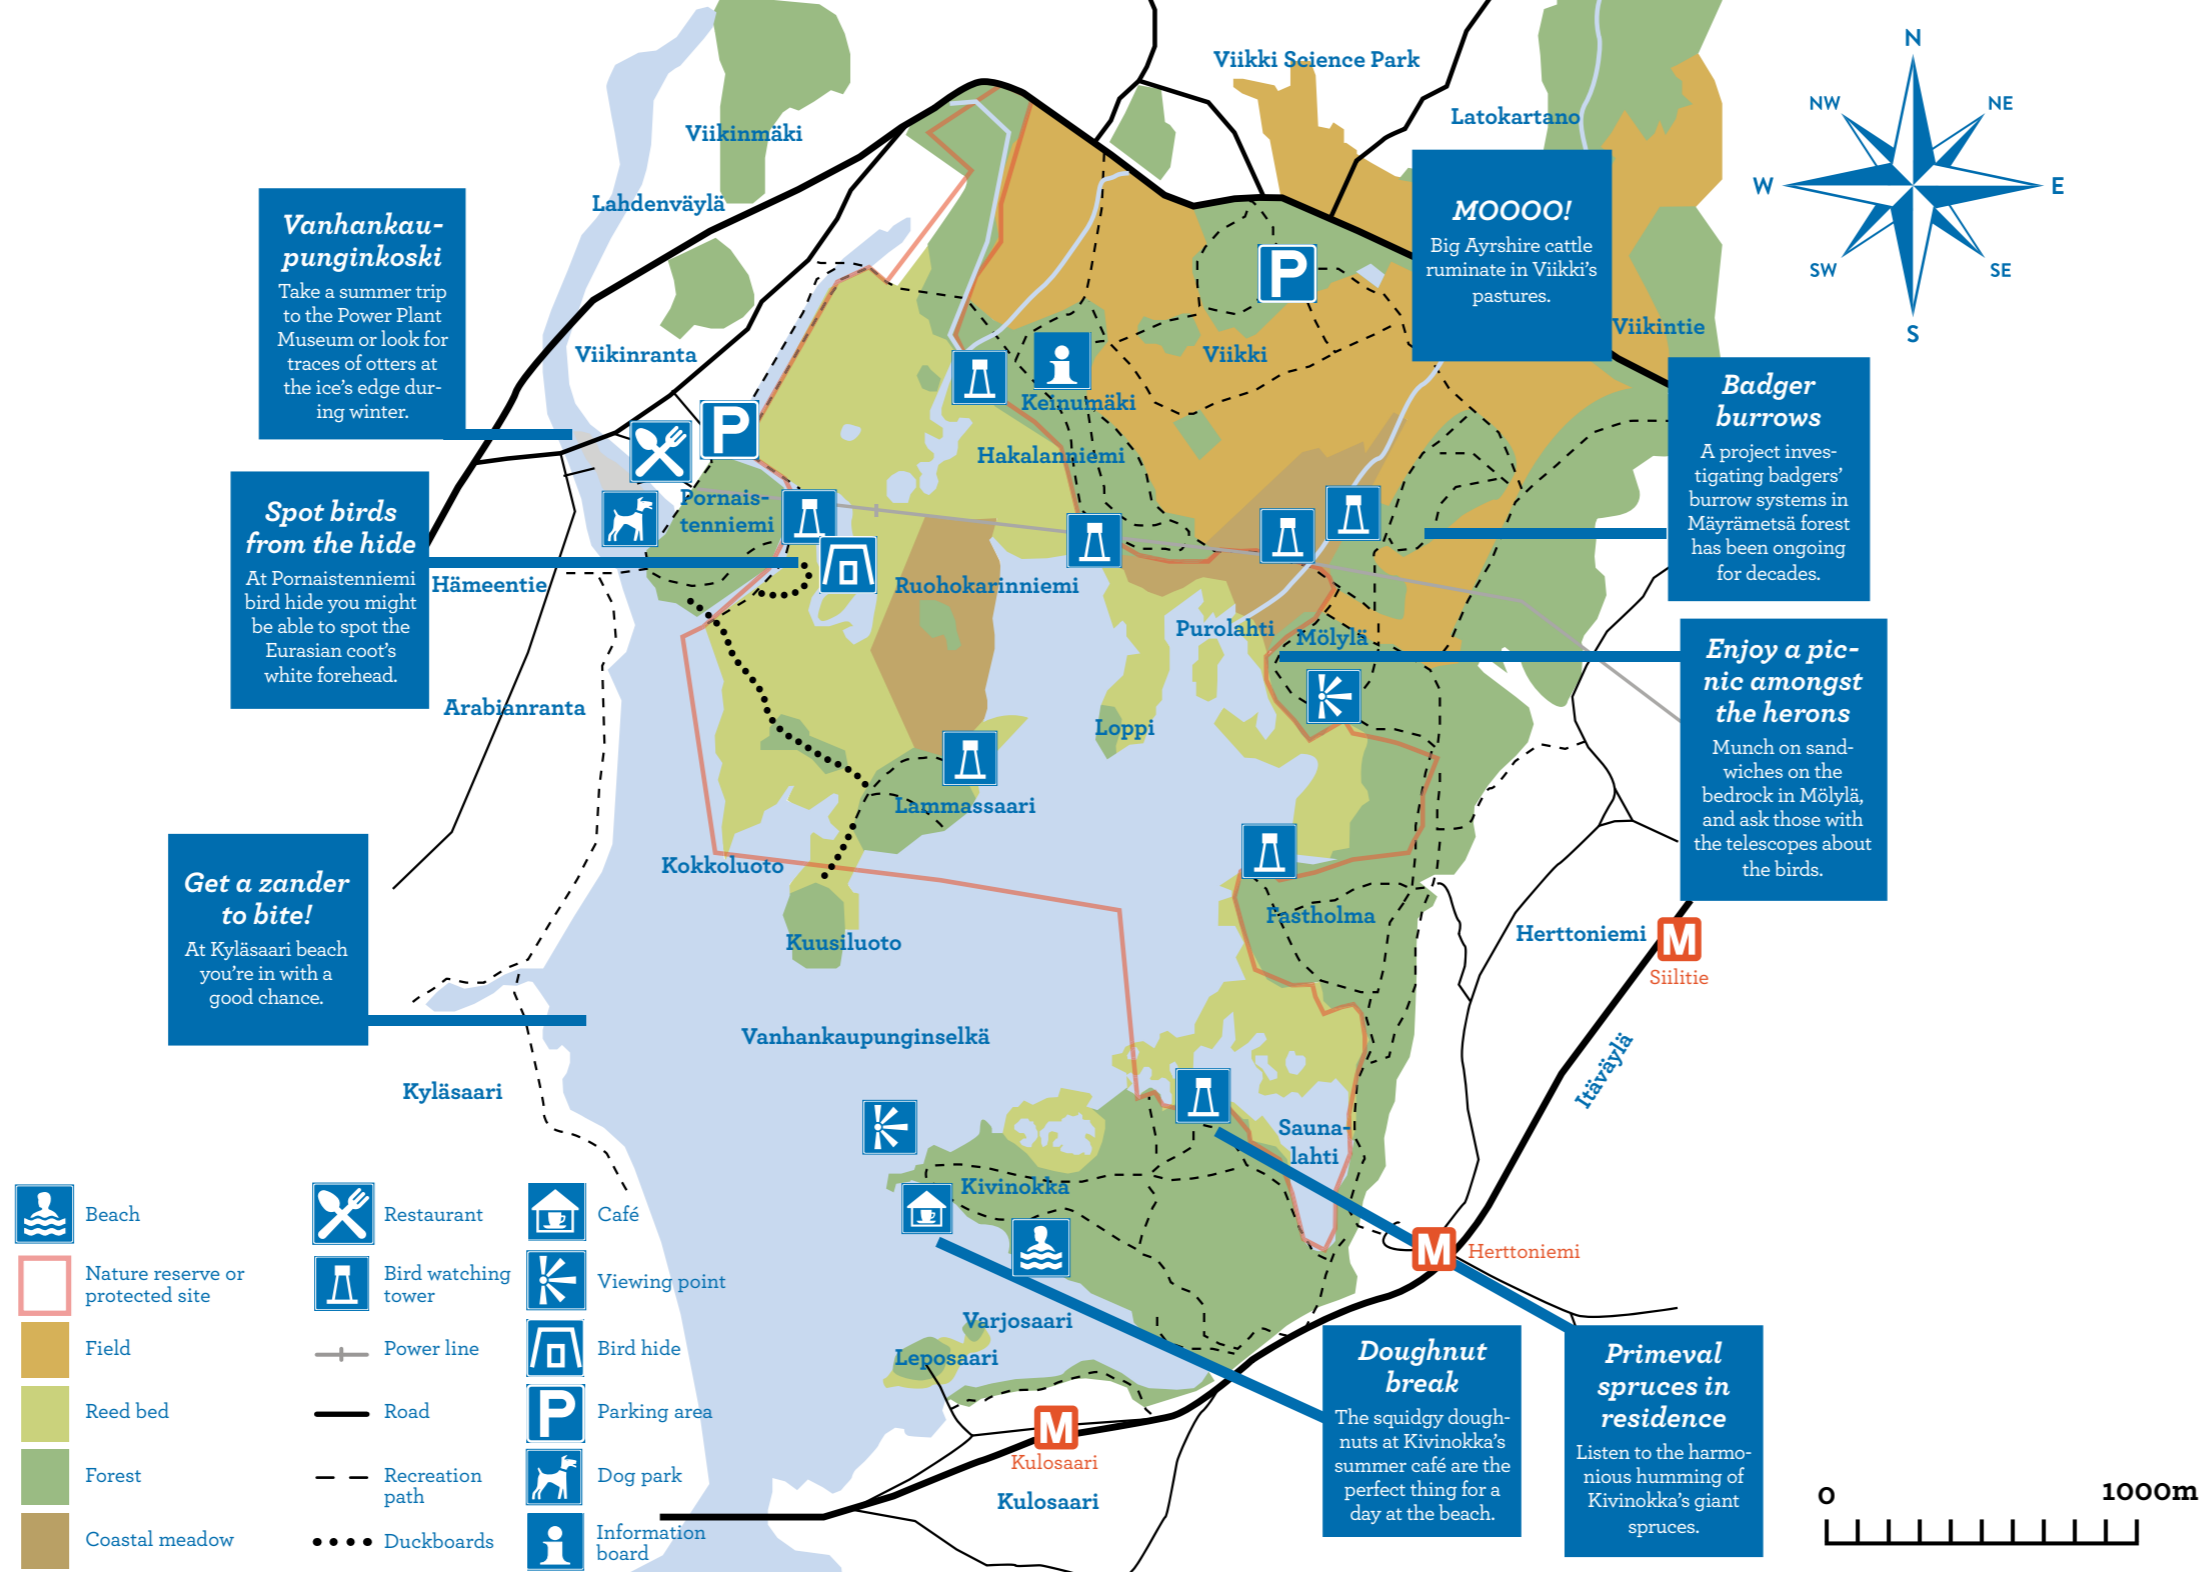 Viikki Science Park
Latokartano
Viikinmäki
Lahdenväylä
Viikinranta
N
NW
NE
W
E
SW
SE
S
Vanhankau-
punginkoski
Take a summer trip
to the Power Plant
Museum or look for
traces of otters at
the ice's edge dur-
ing winter.
MOOOO!
Big Ayrshire cattle
ruminate in Viikki's
pastures.
Viikintie
P
Viikki
Keinumäki
Hakalanniemi
P
Pornais-
tenniemi
Spot birds
from the hide
At Pornaistenniemi
bird hide you might
be able to spot the
Eurasian coot's
white forehead.
Hämeentie
Arabianranta
Ruohokarinniemi
Purolahti
Mölylä
Loppi
Badger
burrows
A project inves-
tigating badgers'
burrow systems in
Mäyrämetsä forest
has been ongoing
for decades.
Enjoy a pic-
nic amongst
the herons
Munch on sand-
wiches on the
bedrock in Mölylä,
and ask those with
the telescopes about
the birds.
Lammassaari
Kokkoluoto
Kuusiluoto
Fastholma
Herttoniemi
M
Siilitie
Itäväylä
Get a zander
to bite!
At Kyläsaari beach
you're in with a
good chance.
Vanhankaupunginselkä
Kyläsaari
Sauna-
lahti
Kivinokka
M
Herttoniemi
Varjosaari
Leposaari
M
Kulosaari
Kulosaari
Doughnut
break
The squidgy dough-
nuts at Kivinokka's
summer café are the
perfect thing for a
day at the beach.
Primeval
spruces in
residence
Listen to the harmo-
nious humming of
Kivinokka's giant
spruces.
Beach
Nature reserve or
protected site
Field
Reed bed
Forest
Coastal meadow
Restaurant
Bird watching
tower
Power line
Road
Recreation
path
Duckboards
Café
Viewing point
Bird hide
P
Parking area
Dog park
Information
board
0
1000m